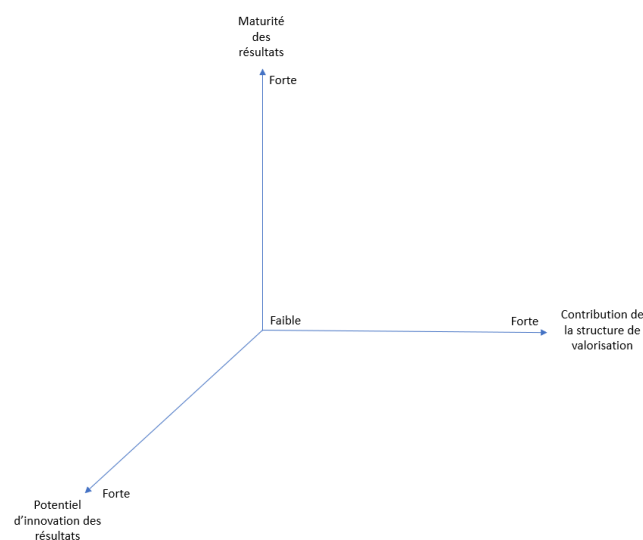 Maturité
des
résultats
Forte
Faible
Forte
Contribution de
la structure de
valorisation
Forte
Potentiel
d'innovation des
résultats